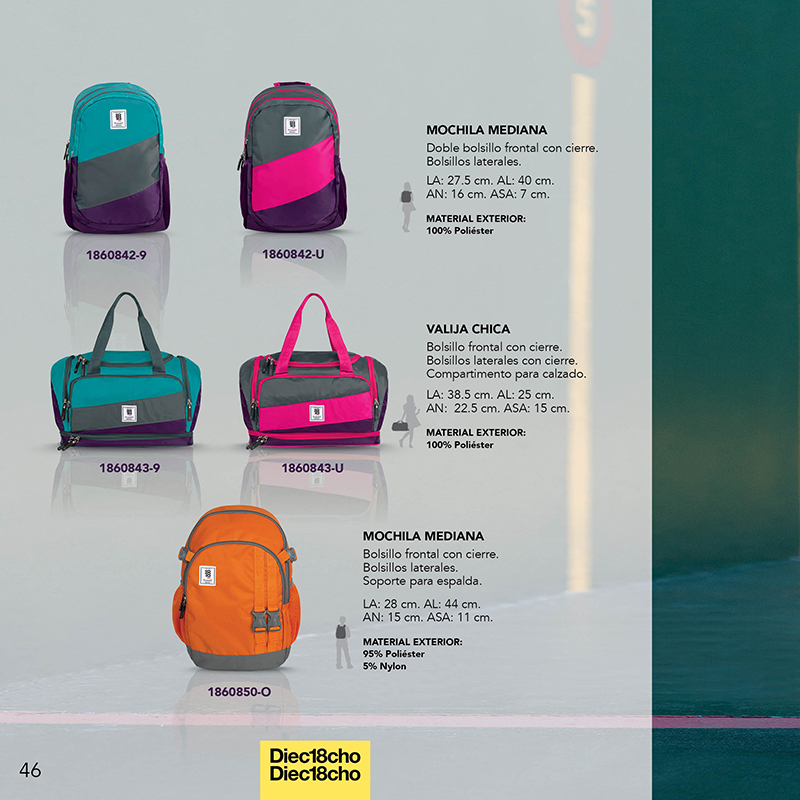 MOCHILA MEDIANA
Doble bolsillo frontal con cierre.
Bolsillos laterales.
LA: 27.5 cm. AL: 40 cm.
AN: 16 cm. ASA: 7 cm.
MATERIAL EXTERIOR:
100% Poliéster
1860842-9
1860842-U
VALIJA CHICA
Bolsillo frontal con cierre.
Bolsillos laterales con cierre.
Compartimento para calzado.
LA: 38.5 cm. AL: 25 cm.
AN: 22.5 cm. ASA: 15 cm.
MATERIAL EXTERIOR:
100% Poliéster
1860843-9
1860843-U
MOCHILA MEDIANA
Bolsillo frontal con cierre.
Bolsillos laterales.
Soporte para espalda.
LA: 28 cm. AL: 44 cm.
AN: 15 cm. ASA: 11 cm.
MATERIAL EXTERIOR:
95% Poliéster
5% Nylon
1860850-O
46
Diec18cho
Diec18cho